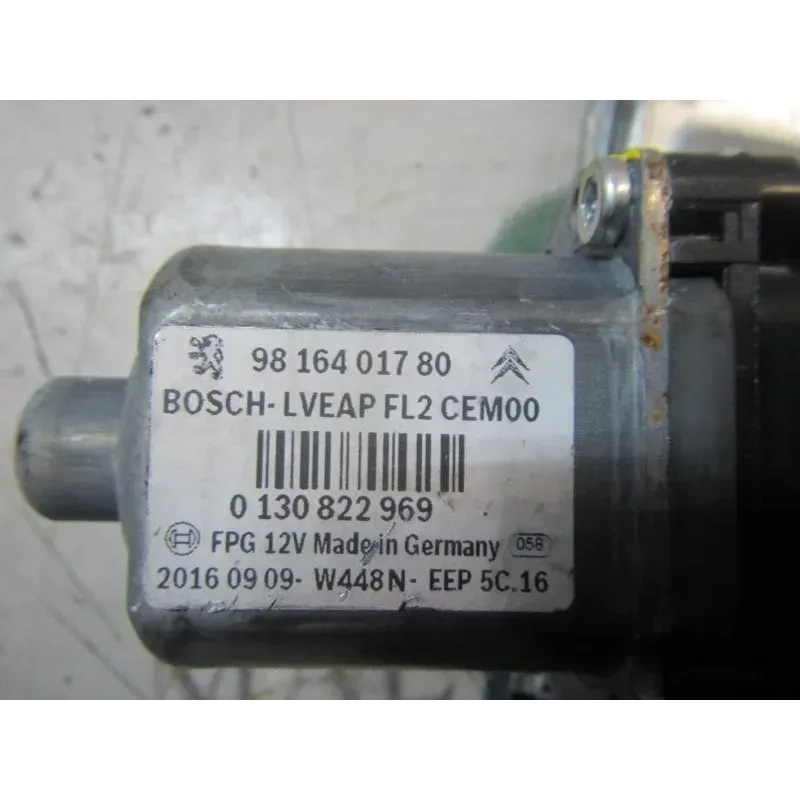 98 164 017 80
BOSCH- LVEAP FL2 CEM00
0 130 822 969
FPG 12V Made in Germany 058
2016 09 09- W448N- EEP 5C.16